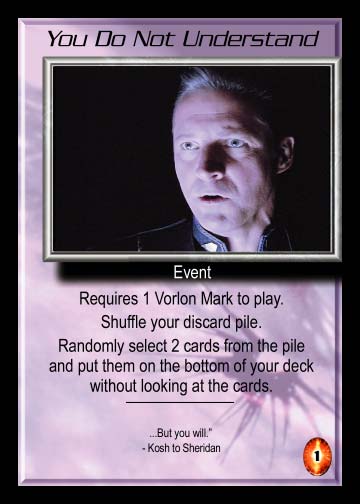 You Do Not Understand
Event
Requires 1 Vorlon Mark to play.
Shuffle your discard pile.
Randomly select 2 cards from the pile
and put them on the bottom of your deck
without looking at the cards.
...But you will."
- Kosh to Sheridan
1